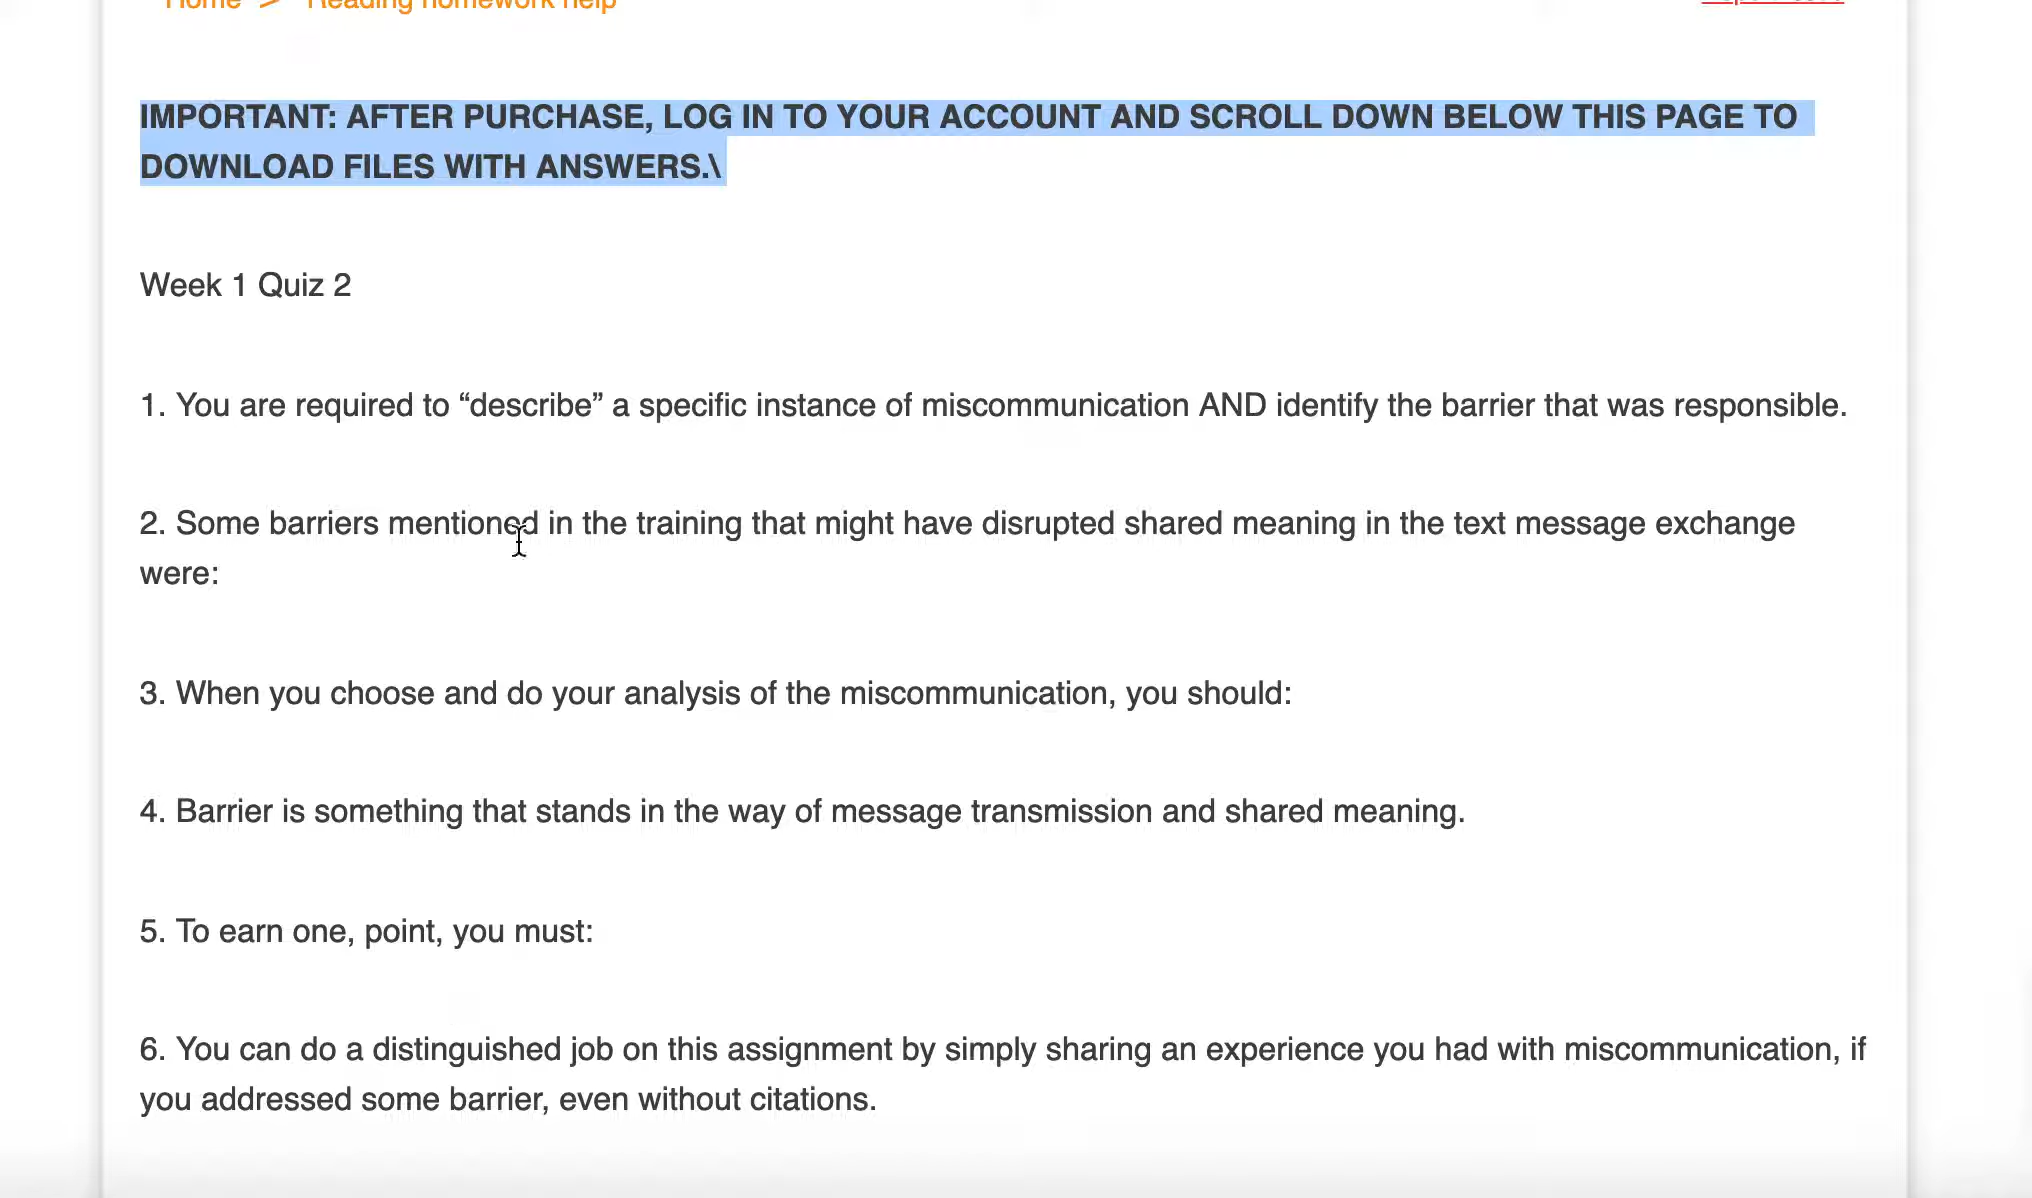 Home > Reading homework help
IMPORTANT: AFTER PURCHASE, LOG IN TO YOUR ACCOUNT AND SCROLL DOWN BELOW THIS PAGE TO
DOWNLOAD FILES WITH ANSWERS.\
Week 1 Quiz 2
1. You are required to “describe” a specific instance of miscommunication AND identify the barrier that was responsible.
2. Some barriers mentioned in the training that might have disrupted shared meaning in the text message exchange
were:
3. When you choose and do your analysis of the miscommunication, you should:
4. Barrier is something that stands in the way of message transmission and shared meaning.
5. To earn one, point, you must:
6. You can do a distinguished job on this assignment by simply sharing an experience you had with miscommunication, if
you addressed some barrier, even without citations.